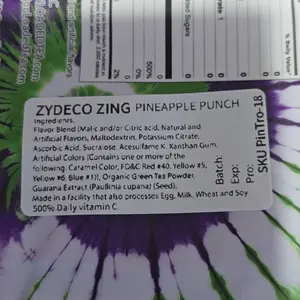 ZYDECO ZING PINEAPPLE PUNCH
Ingredients.
Flavor Blend (Malic and/or Citric acid, Natural and
Artificial Flavors, Maltodextrin, Potassium Citrate,
Ascorbic Acid, Sucralose, Acesulfame K, Xanthan Gum,
Artificial Colors (Contains one or more of the
following: Caramel Color, FD&C Red #40, Yellow #5,
Yellow #6, Blue #1)], Organic Green Tea Powder,
Guarana Extract (Paullinia cupana) (Seed).
Made in a facility that also processes Egg, Milk, Wheat and Soy
500% Daily vitamin C
Batch:
Exp:
Pro:
SKU PinTro-18
500%
% Daily Value